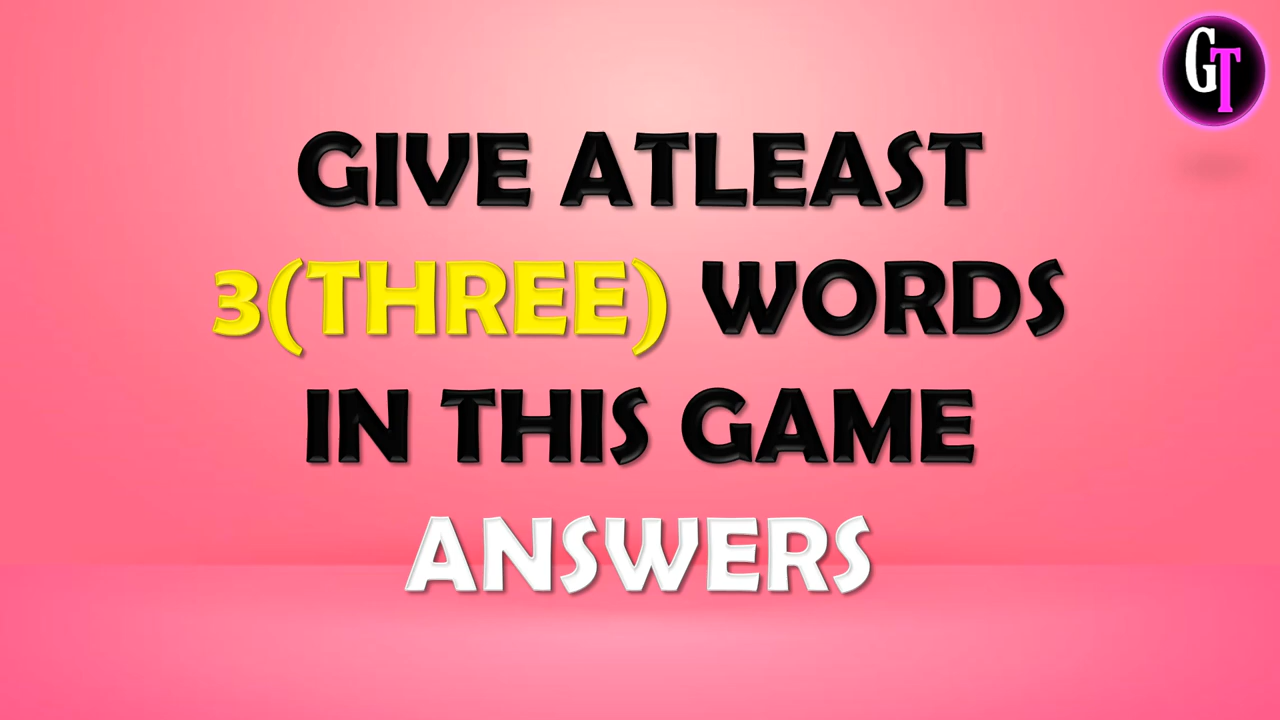 GT
GIVE ATLEAST
3(THREE) WORDS
IN THIS GAME
ANSWERS